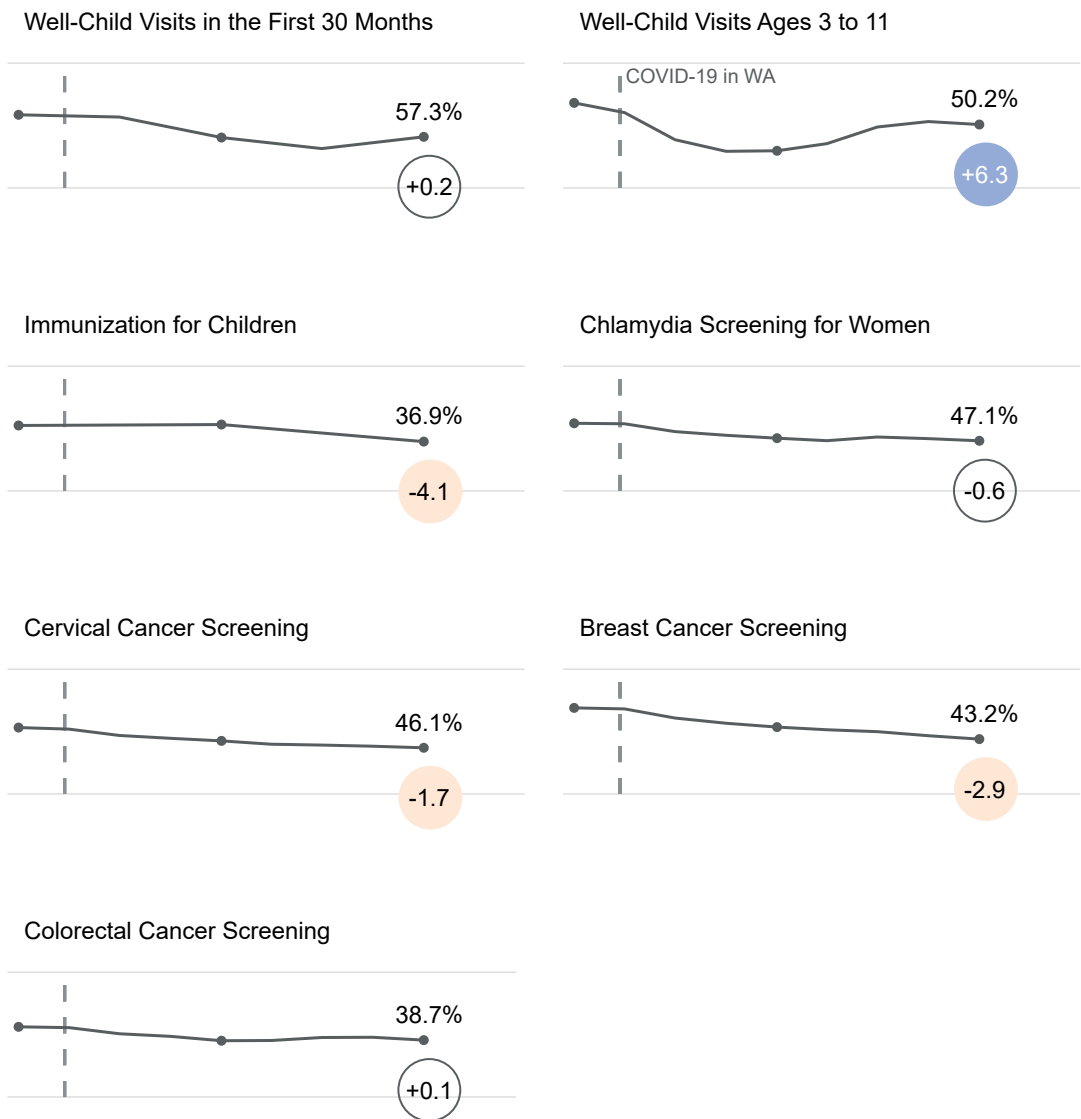 Well-Child Visits in the First 30 Months
57.3%
+0.2
Well-Child Visits Ages 3 to 11
COVID-19 in WA
50.2%
+6.3
Immunization for Children
36.9%
-4.1
Chlamydia Screening for Women
47.1%
-0.6
Cervical Cancer Screening
46.1%
-1.7
Breast Cancer Screening
43.2%
-2.9
Colorectal Cancer Screening
38.7%
+0.1